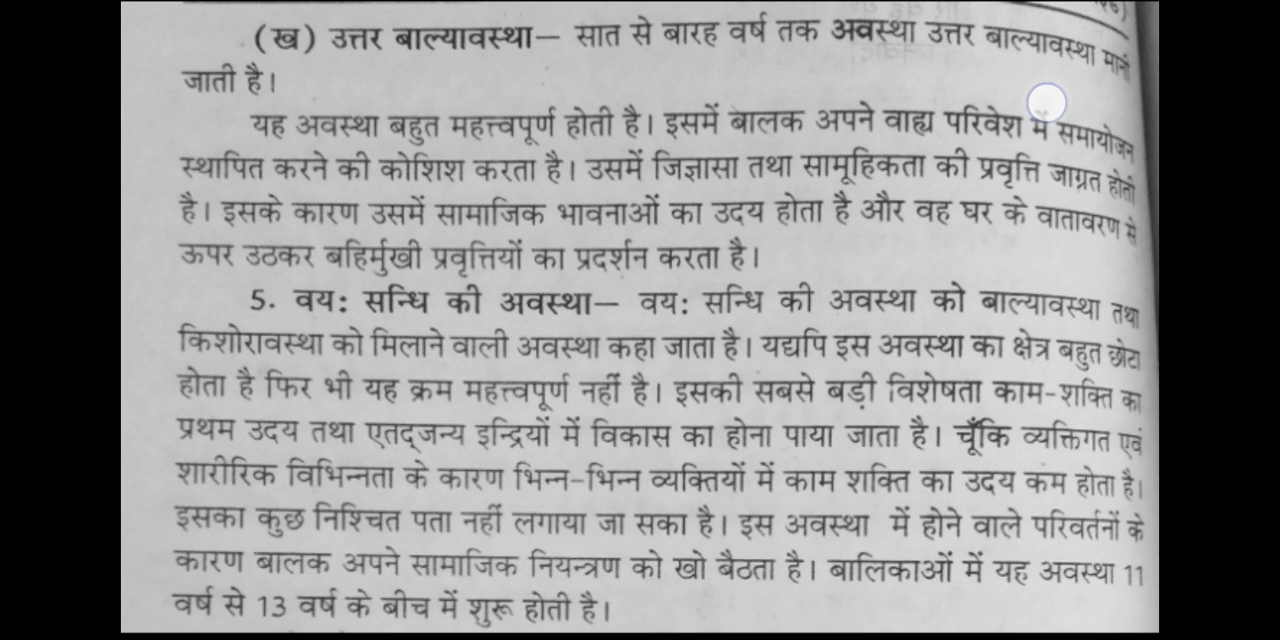 (ख) उत्तर बाल्यावस्था— सात से बारह वर्ष तक अवस्था उत्तर बाल्यावस्था मानी
जाती है।
यह अवस्था बहुत महत्त्वपूर्ण होती है। इसमें बालक अपने वाह्य परिवेश में समायोजन
स्थापित करने की कोशिश करता है। उसमें जिज्ञासा तथा सामूहिकता की प्रवृत्ति जाग्रत होती
है। इसके कारण उसमें सामाजिक भावनाओं का उदय होता है और वह घर के वातावरण से
ऊपर उठकर बहिर्मुखी प्रवृत्तियों का प्रदर्शन करता है।
5. वयः सन्धि की अवस्था— वयः सन्धि की अवस्था को बाल्यावस्था तथा
किशोरावस्था को मिलाने वाली अवस्था कहा जाता है। यद्यपि इस अवस्था का क्षेत्र बहुत छोटा
होता है फिर भी यह क्रम महत्त्वपूर्ण नहीं है। इसकी सबसे बड़ी विशेषता काम-शक्ति का
प्रथम उदय तथा एतद्जन्य इन्द्रियों में विकास का होना पाया जाता है। चूँकि व्यक्तिगत एवं
शारीरिक विभिन्नता के कारण भिन्न-भिन्न व्यक्तियों में काम शक्ति का उदय कम होता है।
इसका कुछ निश्चित पता नहीं लगाया जा सका है। इस अवस्था में होने वाले परिवर्तनों के
कारण बालक अपने सामाजिक नियन्त्रण को खो बैठता है। बालिकाओं में यह अवस्था 11
वर्ष से 13 वर्ष के बीच में शुरू होती है।